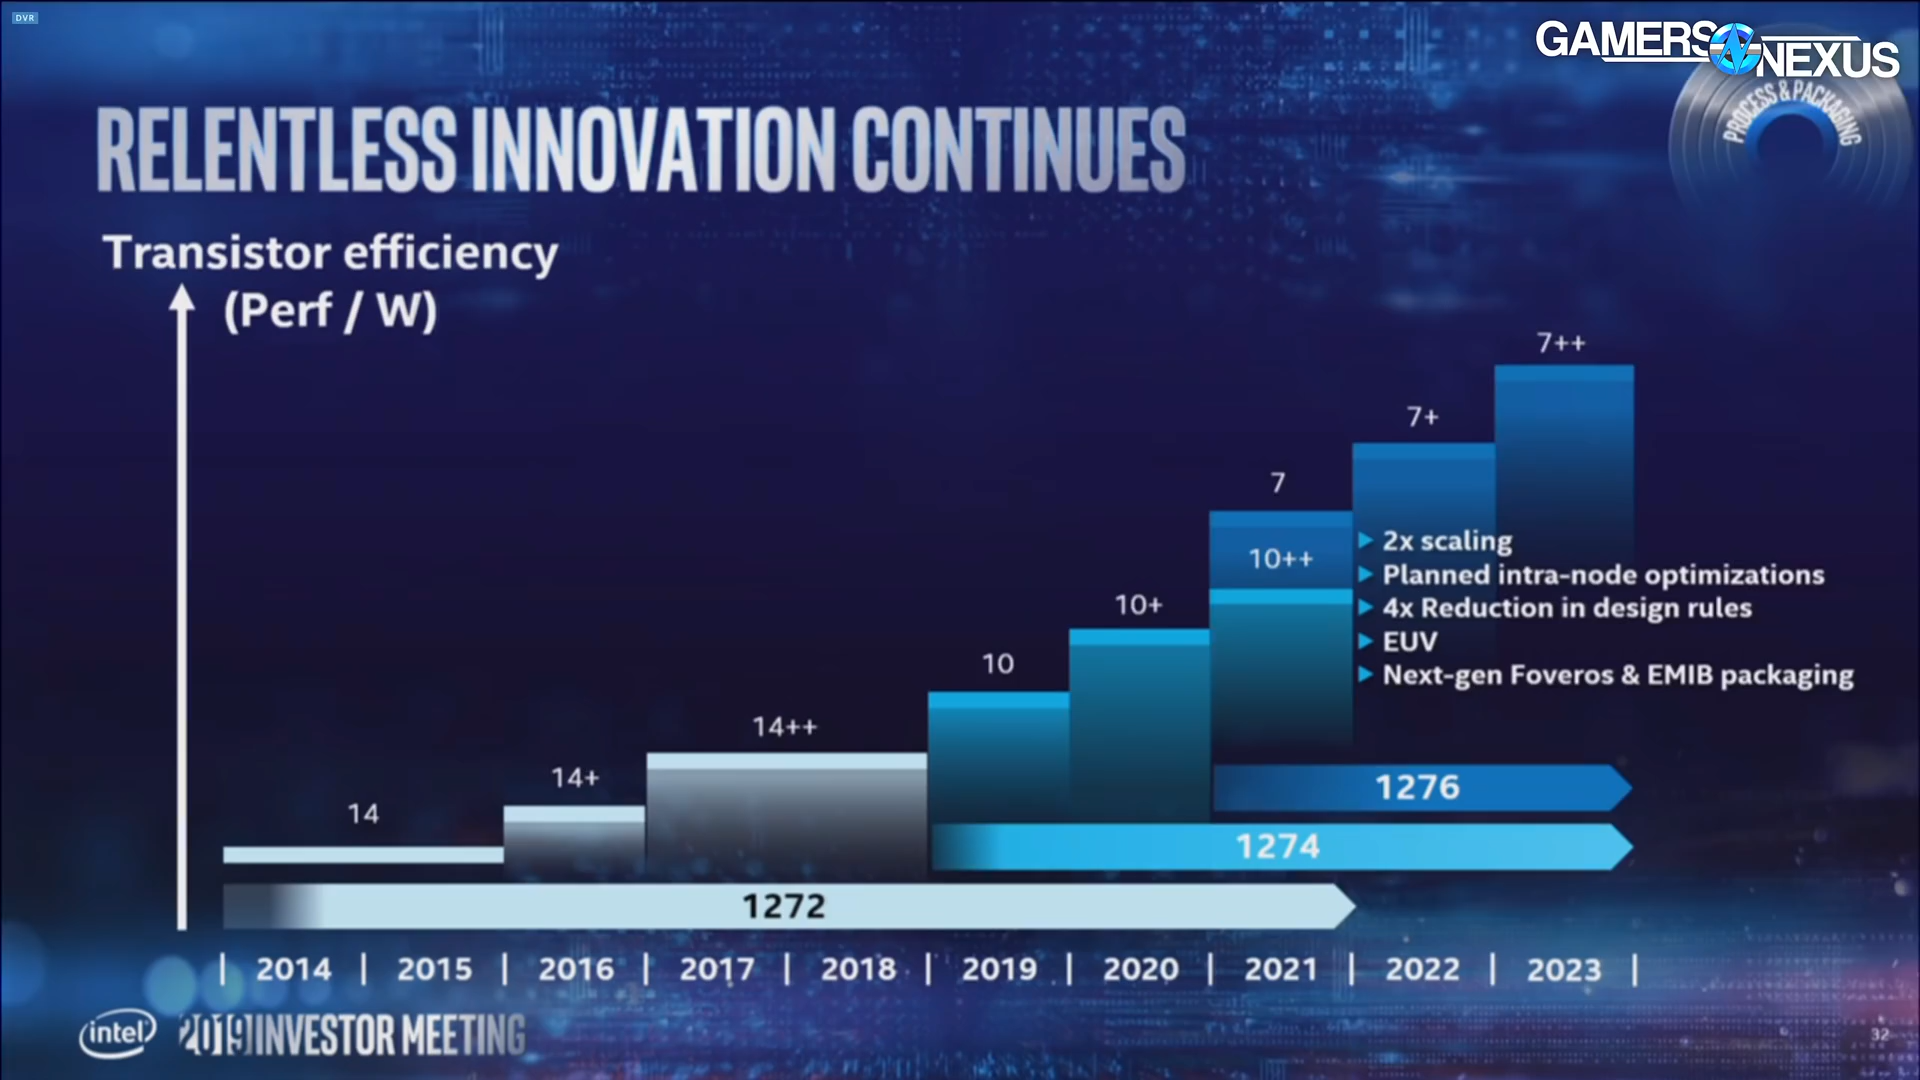 DVR
GAMERS NEXUS
PROCESS & PACKAGING
RELENTLESS INNOVATION CONTINUES
Transistor efficiency
(Perf / W)
7++
7+
7
10++
10+
10
14++
14+
14
2x scaling
Planned intra-node optimizations
4x Reduction in design rules
EUV
Next-gen Foveros & EMIB packaging
1276
1274
1272
| 2014 | 2015 | 2016 | 2017 | 2018 | 2019 | 2020 | 2021 | 2022 | 2023 |
intel 2019 INVESTOR MEETING
32